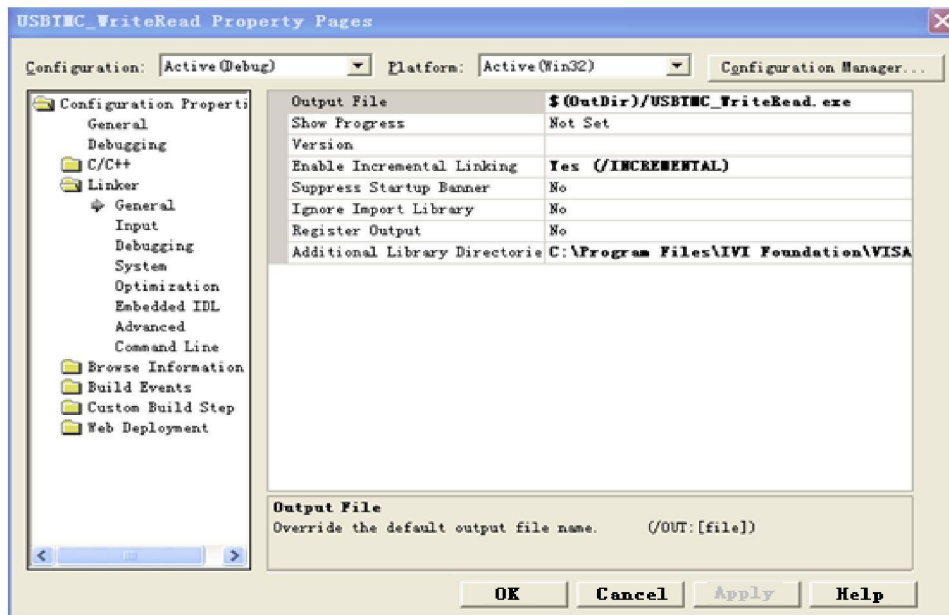 USBTMC_WriteRead Property Pages
Configuration: Active(Debug) Platform: Active(Win32) Configuration Manager...
Configuration Properti
General
Debugging
C/C++
Linker
General
Input
Debugging
System
Optimization
Embedded IDL
Advanced
Command Line
Browse Information
Build Events
Custom Build Step
Web Deployment
Output File $(OutDir)/USBTMC_WriteRead.exe
Show Progress Not Set
Version
Enable Incremental Linking Yes (/INCREMENTAL)
Suppress Startup Banner No
Ignore Import Library No
Register Output No
Additional Library Directorie C:\Program Files\IVI Foundation\VISA
Output File
Override the default output file name. (/OUT:[file])
OK Cancel Apply Help